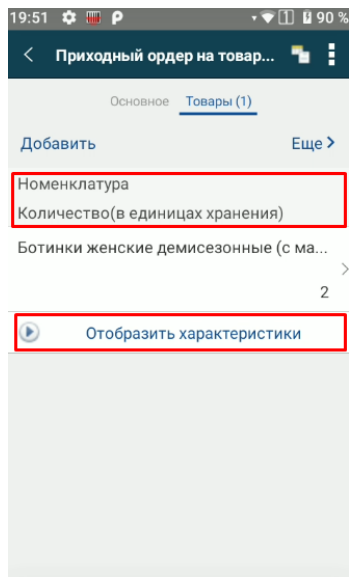 19:51 90 %
Приходный ордер на товар...
Основное Товары (1)
Добавить Еще
Номенклатура
Количество(в единицах хранения)
Ботинки женские демисезонные (с ма...
2
Отобразить характеристики